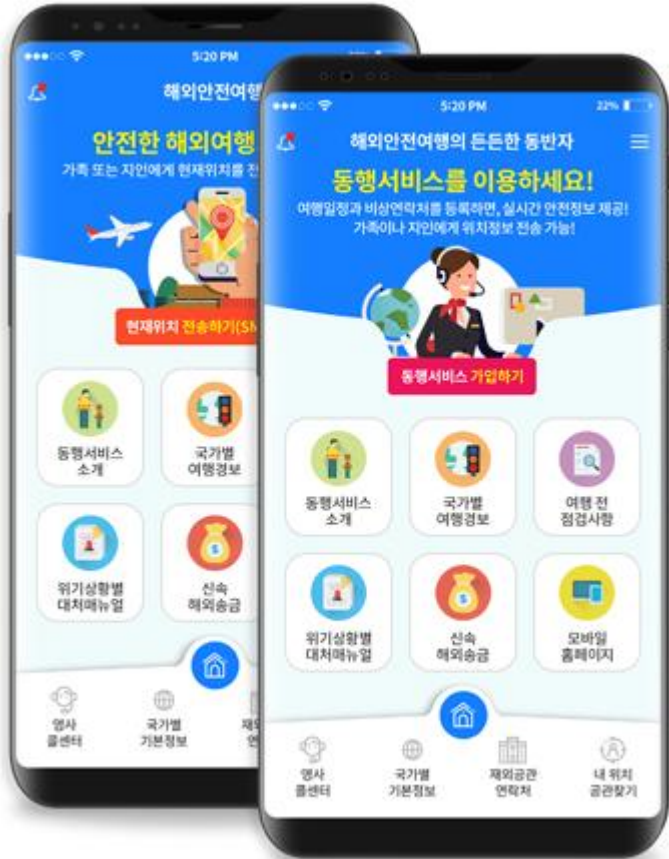 5:20 PM
해외안전여행
안전한 해외여행
가족 또는 지인에게 현재위치를
현재위치 전송하기(SM
동행서비스
소개
국가별
여행경보
위기상황별
대처매뉴얼
신속
해외송금
영사
콜센터
국가별
기본정보
5:20 PM
22%
해외안전여행의 든든한 동반자
동행서비스를 이용하세요!
여행일정과 비상연락처를 등록하면, 실시간 안전정보 제공!
가족이나 지인에게 위치정보 전송 가능!
동행서비스 가입하기
동행서비스
소개
국가별
여행경보
여행 전
점검사항
위기상황별
대처매뉴얼
신속
해외송금
모바일
홈페이지
영사
콜센터
국가별
기본정보
재외공관
연락처
내 위치
공관찾기